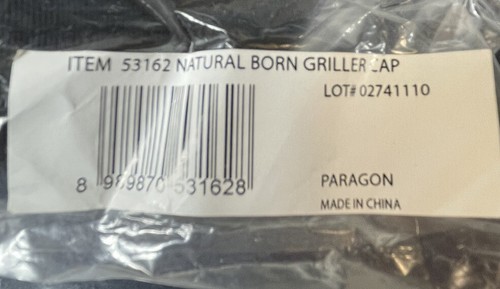 ITEM 53162 NATURAL BORN GRILLER CAP
LOT# 02741110
8 989870 531628
PARAGON
MADE IN CHINA